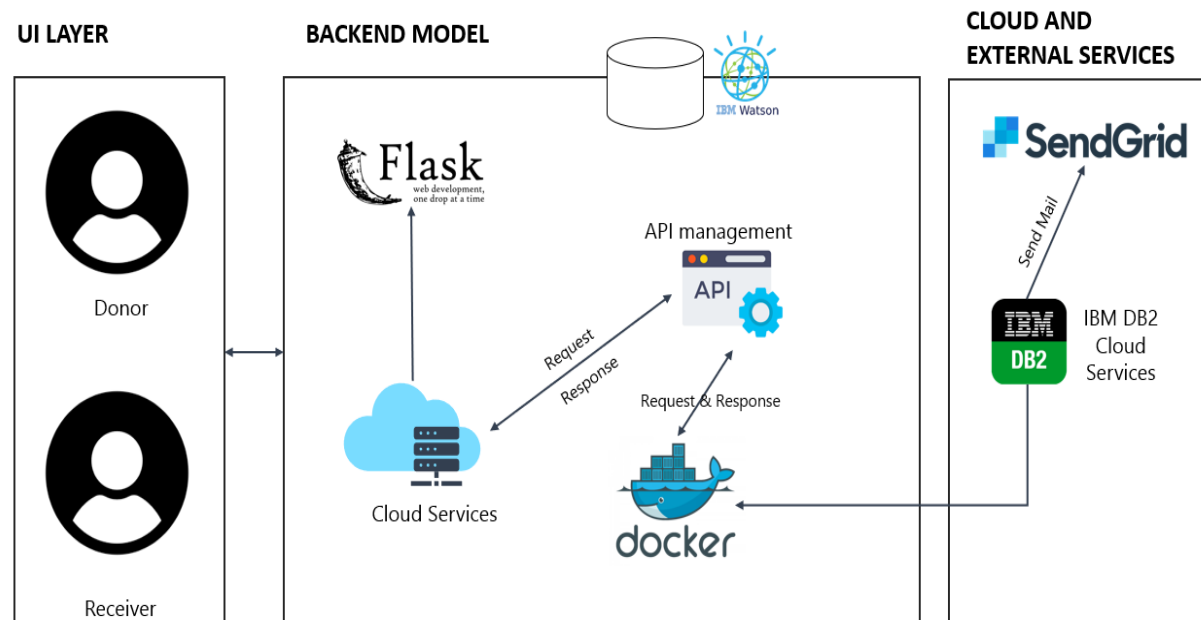 UI LAYER
BACKEND MODEL
CLOUD AND
EXTERNAL SERVICES
IBM Watson
Flask
web development,
one drop at a time
SendGrid
Send Mail
API management
API
Donor
Request
Response
IBM
DB2
IBM DB2
Cloud
Services
Request & Response
Cloud Services
docker
Receiver